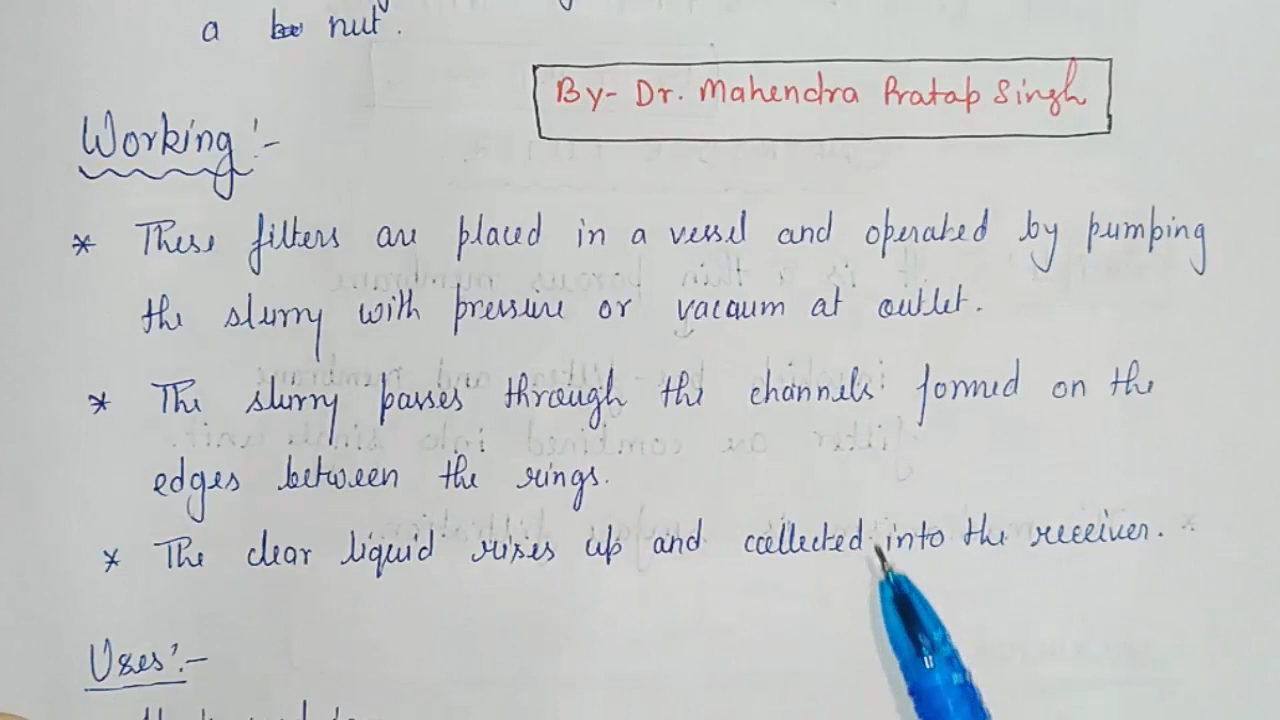 a nut.
By- Dr. Mahendra Pratap Singh
Working :-
* These filters are placed in a vessel and operated by pumping
the slurry with pressure or vacaum at outlet.
* The slurry passes through the channels formed on the
edges between the rings.
* The clear liquid rises up and collected into the receiver.
Uses :-